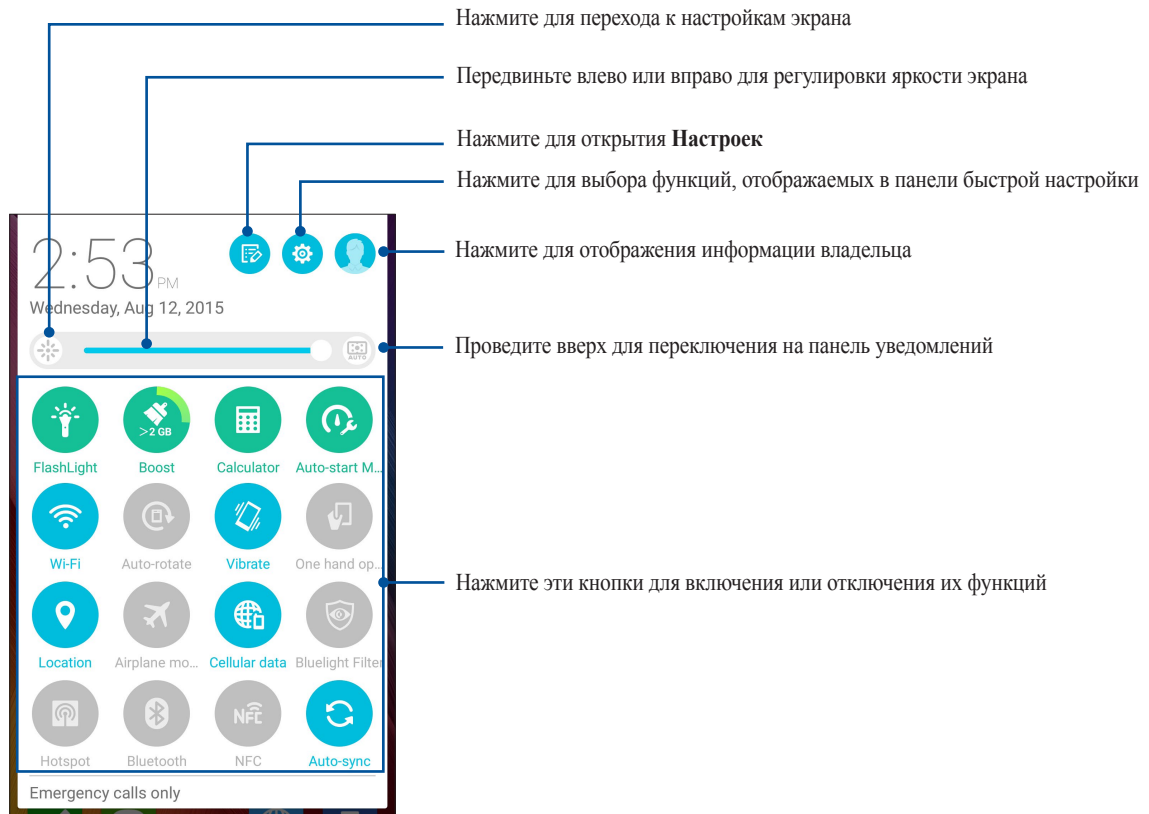 Нажмите для перехода к настройкам экрана
Передвиньте влево или вправо для регулировки яркости экрана
Нажмите для открытия Настроек
Нажмите для выбора функций, отображаемых в панели быстрой настройки
Нажмите для отображения информации владельца
Проведите вверх для переключения на панель уведомлений
Нажмите эти кнопки для включения или отключения их функций
2:53 PM
Wednesday, Aug 12, 2015
AUTO
>2 GB
FlashLight Boost Calculator Auto-start M...
Wi-Fi Auto-rotate Vibrate One hand op...
Location Airplane mo... Cellular data Bluelight Filter
NFC
Hotspot Bluetooth NFC Auto-sync
Emergency calls only